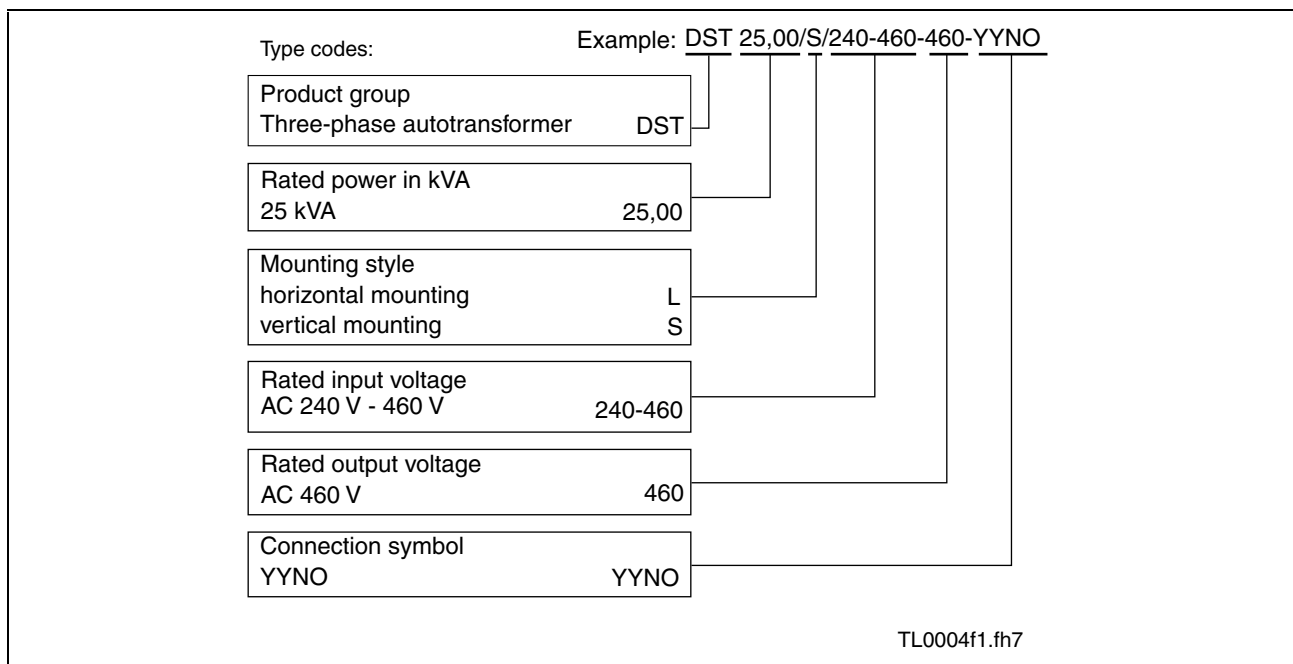 Type codes:
Example: DST 25,00/S/240-460-460-YYNO
Product group
Three-phase autotransformer DST
Rated power in kVA
25 kVA 25,00
Mounting style
horizontal mounting L
vertical mounting S
Rated input voltage
AC 240 V - 460 V 240-460
Rated output voltage
AC 460 V 460
Connection symbol
YYNO YYNO
TL0004f1.fh7